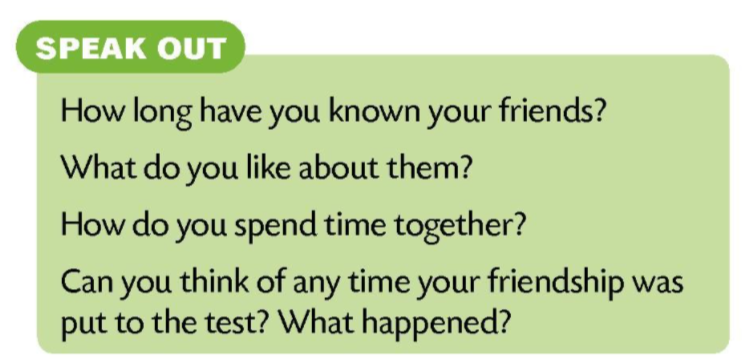 SPEAK OUT
How long have you known your friends?
What do you like about them?
How do you spend time together?
Can you think of any time your friendship was
put to the test? What happened?